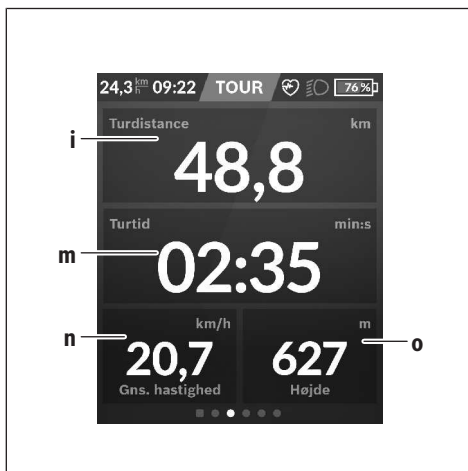 24,3 km/h 09:22 TOUR 76 %
Turdistance km
i
48,8
Turtid min:s
m
02:35
km/h m
n o
20,7 627
Gns. hastighed Højde